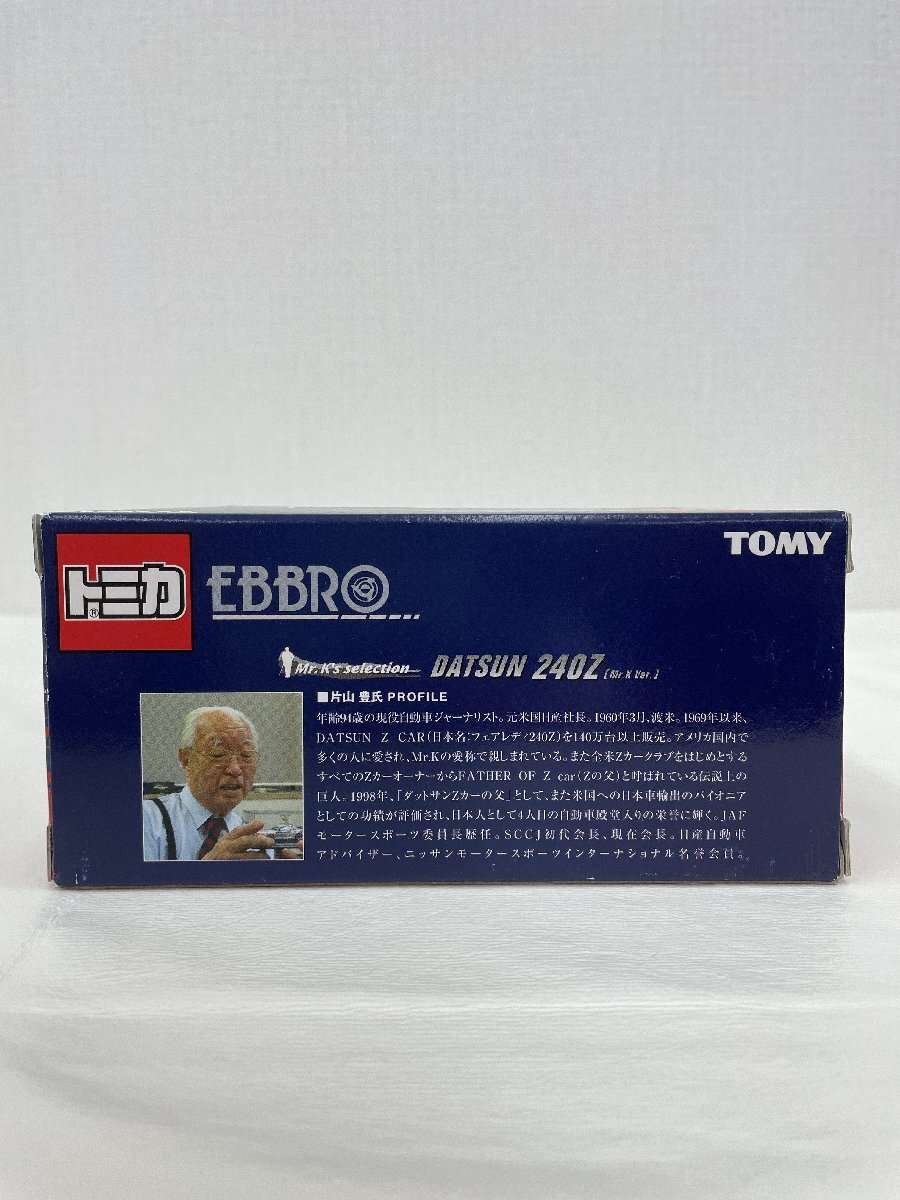 トミカ®
EBBRO
TOMY
Mr. K's selection DATSUN 240Z [Mr. K Ver.]
■片山 豊氏 PROFILE
年齢94歳の現役自動車ジャーナリスト。元米国日産社長。1960年3月、渡米。1969年以来、
DATSUN Z CAR(日本名:フェアレディ240Z)を140万台以上販売。アメリカ国内で
多くの人に愛され、Mr.Kの愛称で親しまれている。また全米Zカークラブをはじめとする
すべてのZカーオーナーからFATHER OF Z car(Zの父)と呼ばれている伝説上の
巨人。1998年、「ダットサンZカーの父」として、また米国への日本車輸出のパイオニア
としての功績が評価され、日本人として4人目の自動車殿堂入りの栄誉に輝く。JAF
モータースポーツ委員長歴任。SCCJ初代会長、現在会長。日産自動車
アドバイザー、ニッサンモータースポーツインターナショナル名誉会員。